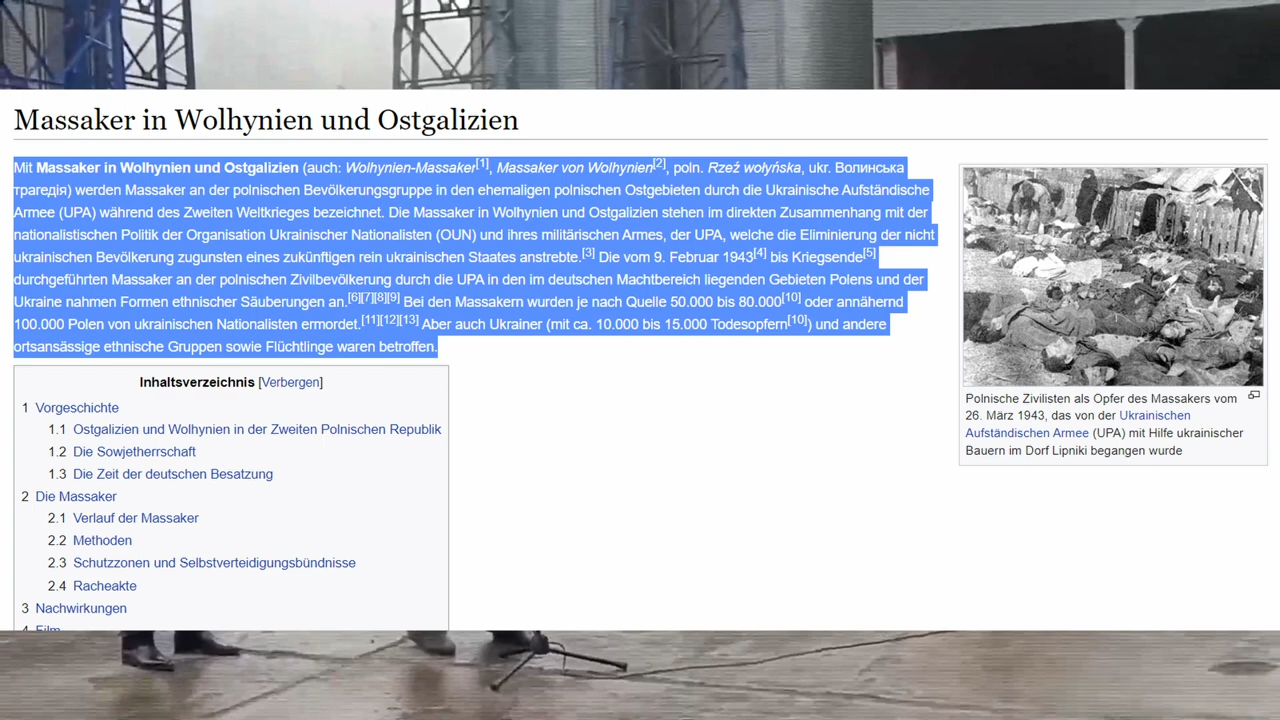 Massaker in Wolhynien und Ostgalizien
Mit Massaker in Wolhynien und Ostgalizien (auch: Wolhynien-Massaker[1], Massaker von Wolhynien[2], poln. Rzeź wołyńska, ukr. Волинська
трагедія) werden Massaker an der polnischen Bevölkerungsgruppe in den ehemaligen polnischen Ostgebieten durch die Ukrainische Aufständische
Armee (UPA) während des Zweiten Weltkrieges bezeichnet. Die Massaker in Wolhynien und Ostgalizien stehen im direkten Zusammenhang mit der
nationalistischen Politik der Organisation Ukrainischer Nationalisten (OUN) und ihres militärischen Armes, der UPA, welche die Eliminierung der nicht
ukrainischen Bevölkerung zugunsten eines zukünftigen rein ukrainischen Staates anstrebte.[3] Die vom 9. Februar 1943[4] bis Kriegsende[5]
durchgeführten Massaker an der polnischen Zivilbevölkerung durch die UPA in den im deutschen Machtbereich liegenden Gebieten Polens und der
Ukraine nahmen Formen ethnischer Säuberungen an.[6][7][8][9] Bei den Massakern wurden je nach Quelle 50.000 bis 80.000[10] oder annähernd
100.000 Polen von ukrainischen Nationalisten ermordet.[11][12][13] Aber auch Ukrainer (mit ca. 10.000 bis 15.000 Todesopfern[10]) und andere
ortsansässige ethnische Gruppen sowie Flüchtlinge waren betroffen.
Polnische Zivilisten als Opfer des Massakers vom
26. März 1943, das von der Ukrainischen
Aufständischen Armee (UPA) mit Hilfe ukrainischer
Bauern im Dorf Lipniki begangen wurde
Inhaltsverzeichnis [Verbergen]
1 Vorgeschichte
1.1 Ostgalizien und Wolhynien in der Zweiten Polnischen Republik
1.2 Die Sowjetherrschaft
1.3 Die Zeit der deutschen Besatzung
2 Die Massaker
2.1 Verlauf der Massaker
2.2 Methoden
2.3 Schutzzonen und Selbstverteidigungsbündnisse
2.4 Racheakte
3 Nachwirkungen
4 Film